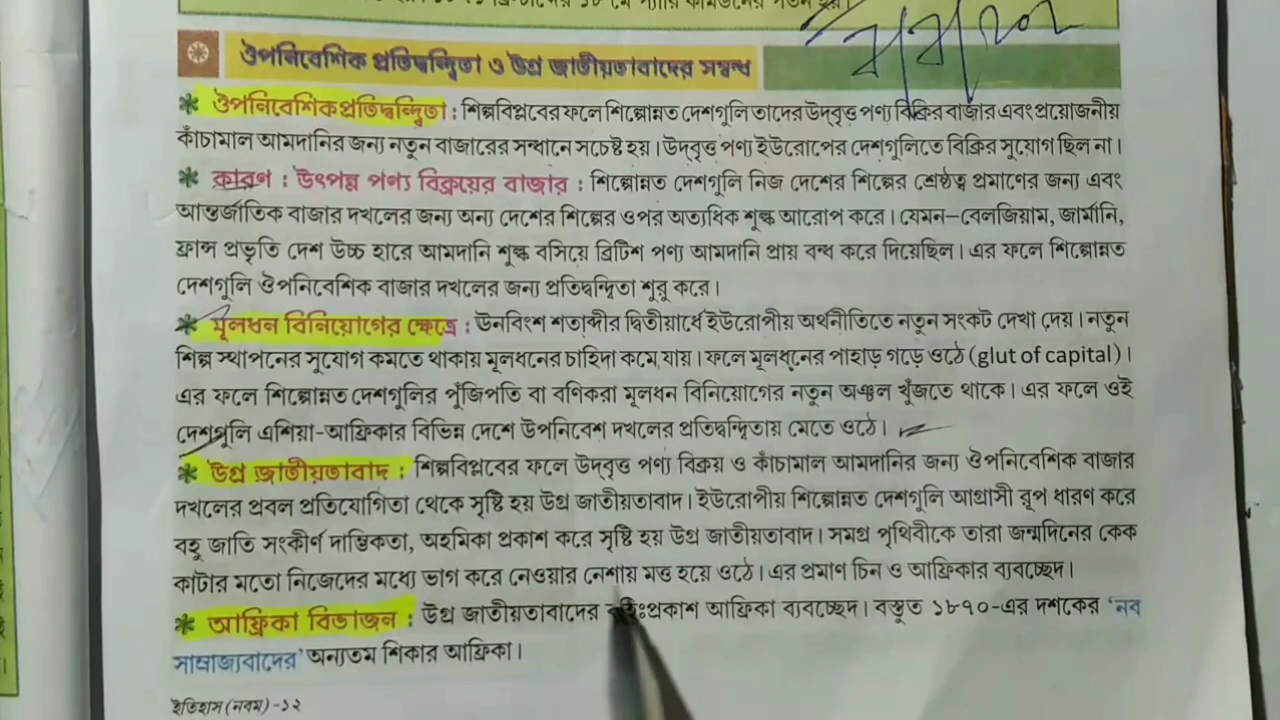 ঔপনিবেশিক প্রতিদ্বন্দ্বিতা ও উগ্র জাতীয়তাবাদের সম্বন্ধ
* ঔপনিবেশিক প্রতিদ্বন্দ্বিতা : শিল্পবিপ্লবের ফলে শিল্পোন্নত দেশগুলি তাদের উদ্‌বৃত্ত পণ্য বিক্রির বাজার এবং প্রয়োজনীয়
কাঁচামাল আমদানির জন্য নতুন বাজারের সন্ধানে সচেষ্ট হয়। উদ্‌বৃত্ত পণ্য ইউরোপের দেশগুলিতে বিক্রির সুযোগ ছিল না।
* কারণ : উৎপন্ন পণ্য বিক্রয়ের বাজার : শিল্পোন্নত দেশগুলি নিজ দেশের শিল্পের শ্রেষ্ঠত্ব প্রমাণের জন্য এবং
আন্তর্জাতিক বাজার দখলের জন্য অন্য দেশের শিল্পের ওপর অত্যধিক শুল্ক আরোপ করে। যেমন–বেলজিয়াম, জার্মানি,
ফ্রান্স প্রভৃতি দেশ উচ্চ হারে আমদানি শুল্ক বসিয়ে ব্রিটিশ পণ্য আমদানি প্রায় বন্ধ করে দিয়েছিল। এর ফলে শিল্পোন্নত
দেশগুলি ঔপনিবেশিক বাজার দখলের জন্য প্রতিদ্বন্দ্বিতা শুরু করে।
* মূলধন বিনিয়োগের ক্ষেত্রে : ঊনবিংশ শতাব্দীর দ্বিতীয়ার্ধে ইউরোপীয় অর্থনীতিতে নতুন সংকট দেখা দেয়। নতুন
শিল্প স্থাপনের সুযোগ কমতে থাকায় মূলধনের চাহিদা কমে যায়। ফলে মূলধনের পাহাড় গড়ে ওঠে (glut of capital)।
এর ফলে শিল্পোন্নত দেশগুলির পুঁজিপতি বা বণিকরা মূলধন বিনিয়োগের নতুন অঞ্চল খুঁজতে থাকে। এর ফলে ওই
দেশগুলি এশিয়া-আফ্রিকার বিভিন্ন দেশে উপনিবেশ দখলের প্রতিদ্বন্দ্বিতায় মেতে ওঠে।
* উগ্র জাতীয়তাবাদ : শিল্পবিপ্লবের ফলে উদ্‌বৃত্ত পণ্য বিক্রয় ও কাঁচামাল আমদানির জন্য ঔপনিবেশিক বাজার
দখলের প্রবল প্রতিযোগিতা থেকে সৃষ্টি হয় উগ্র জাতীয়তাবাদ। ইউরোপীয় শিল্পোন্নত দেশগুলি আগ্রাসী রূপ ধারণ করে
বহু জাতি সংকীর্ণ দাম্ভিকতা, অহমিকা প্রকাশ করে সৃষ্টি হয় উগ্র জাতীয়তাবাদ। সমগ্র পৃথিবীকে তারা জন্মদিনের কেক
কাটার মতো নিজেদের মধ্যে ভাগ করে নেওয়ার নেশায় মত্ত হয়ে ওঠে। এর প্রমাণ চিন ও আফ্রিকার ব্যবচ্ছেদ।
* আফ্রিকা বিভাজন : উগ্র জাতীয়তাবাদের বহিঃপ্রকাশ আফ্রিকা ব্যবচ্ছেদ। বস্তুত ১৮৭০-এর দশকের ‘নব
সাম্রাজ্যবাদের’ অন্যতম শিকার আফ্রিকা।
ইতিহাস (নবম) -১২